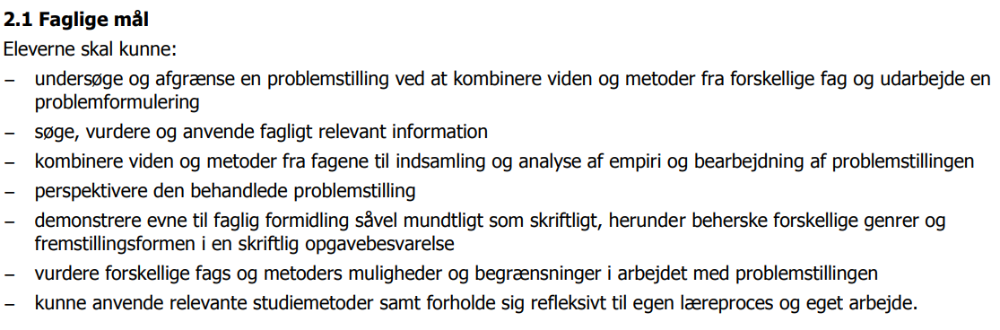 2.1 Faglige mål
Eleverne skal kunne:
– undersøge og afgrænse en problemstilling ved at kombinere viden og metoder fra forskellige fag og udarbejde en
problemformulering
– søge, vurdere og anvende fagligt relevant information
– kombinere viden og metoder fra fagene til indsamling og analyse af empiri og bearbejdning af problemstillingen
– perspektivere den behandlede problemstilling
– demonstrere evne til faglig formidling såvel mundtligt som skriftligt, herunder beherske forskellige genrer og
fremstillingsformen i en skriftlig opgavebesvarelse
– vurdere forskellige fags og metoders muligheder og begrænsninger i arbejdet med problemstillingen
– kunne anvende relevante studiemetoder samt forholde sig refleksivt til egen læreproces og eget arbejde.